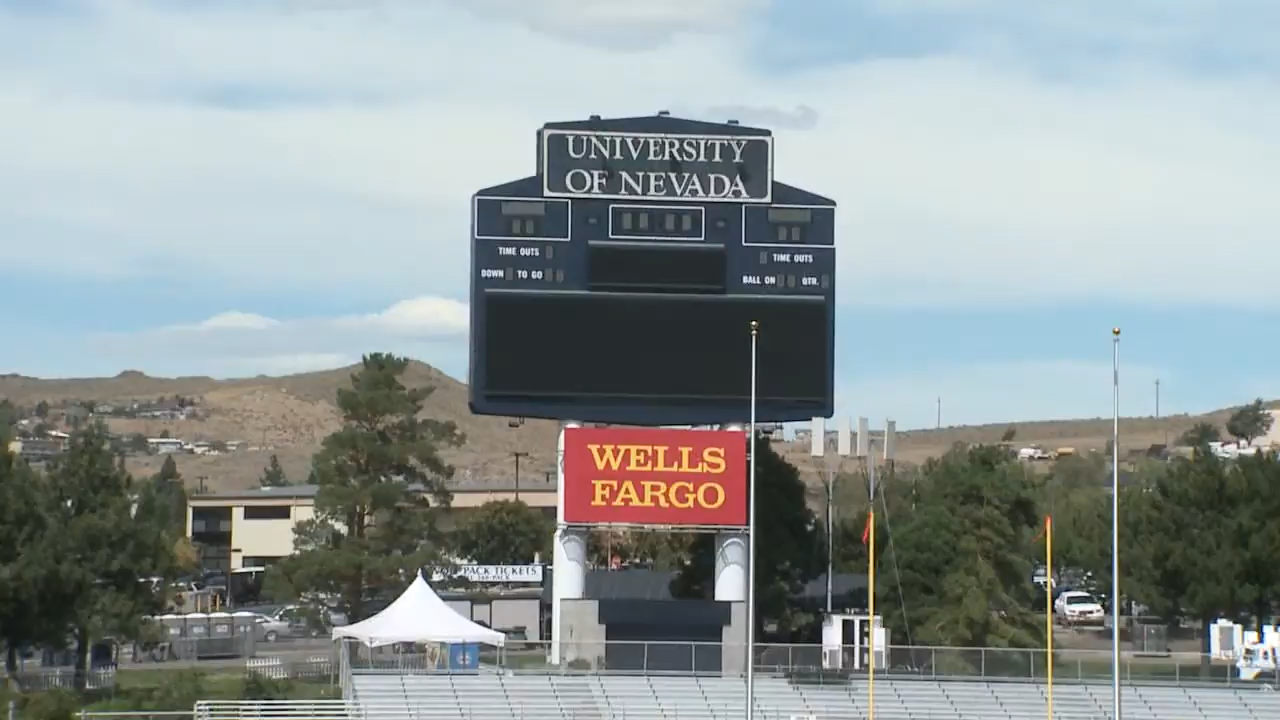 UNIVERSITY
OF NEVADA
TIME OUTS
TIME OUTS
DOWN TO GO
BALL ON QTR.
WELLS
FARGO
PACK TICKETS